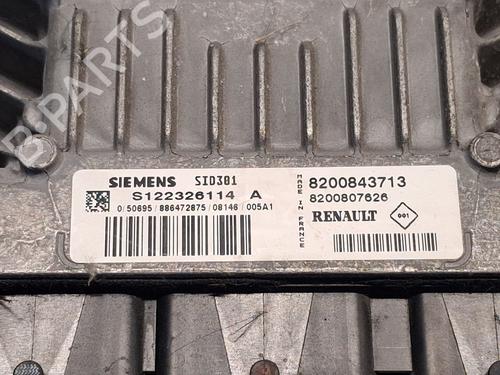 B-PARTS
SIEMENS SID301
S122326114 A
0/50695/886472875/08146/005A1
MADE IN FRANCE
8200843713
8200807626
RENAULT
001